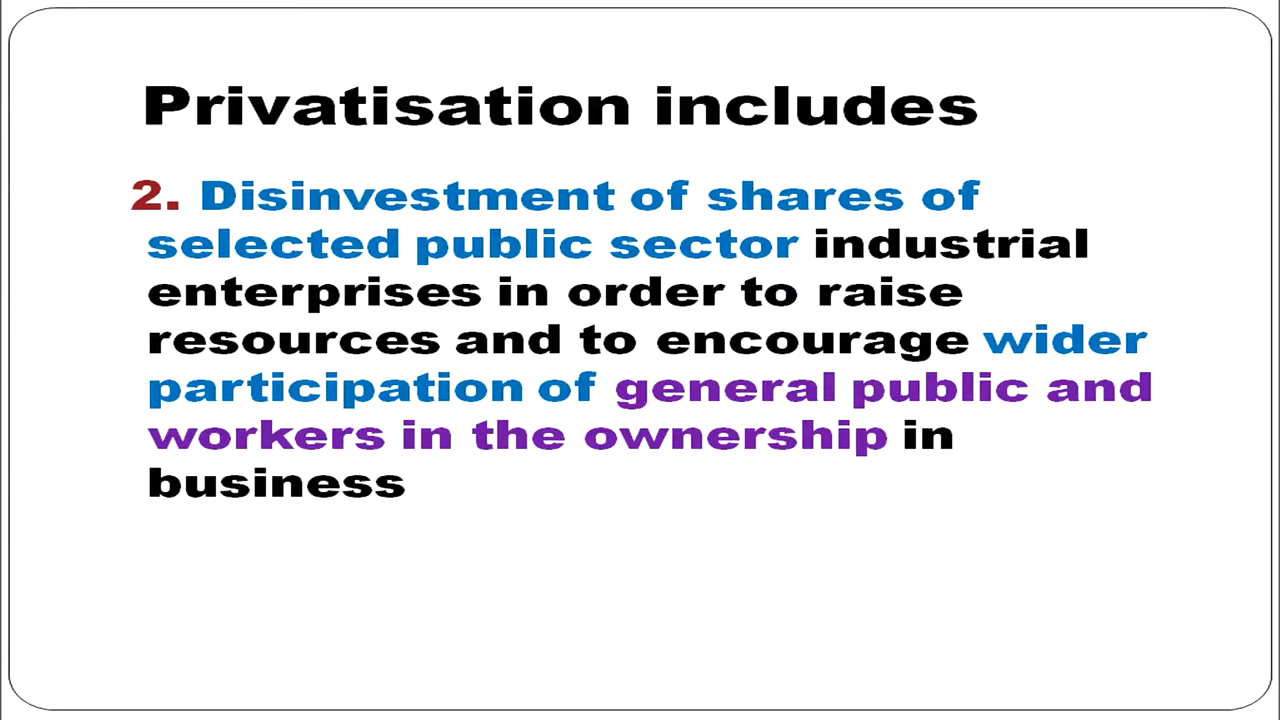 Privatisation includes
2. Disinvestment of shares of
selected public sector industrial
enterprises in order to raise
resources and to encourage wider
participation of general public and
workers in the ownership in
business